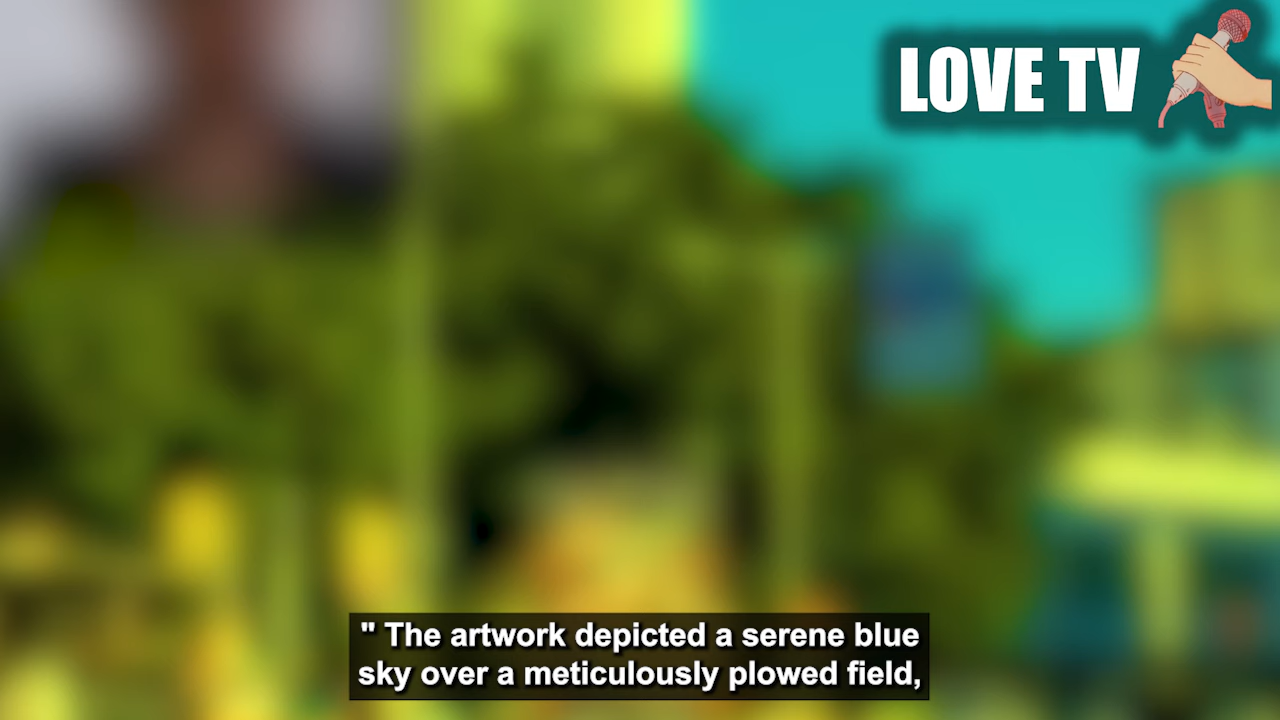 LOVE TV
" The artwork depicted a serene blue
sky over a meticulously plowed field,